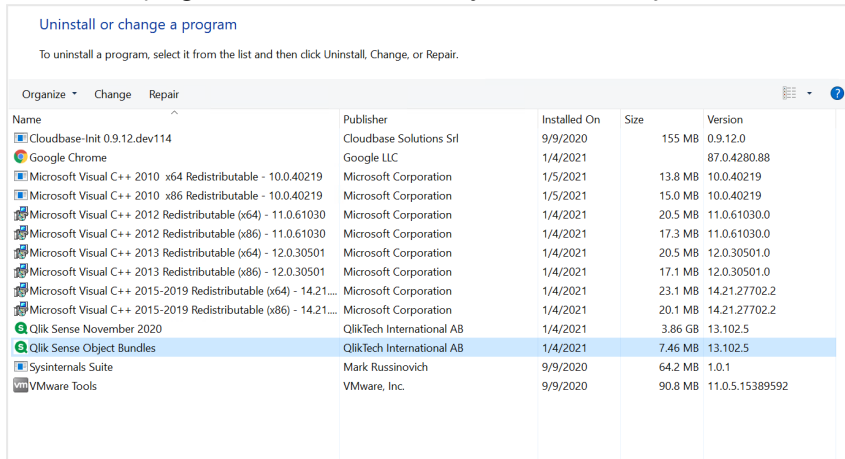 Uninstall or change a program
To uninstall a program, select it from the list and then click Uninstall, Change, or Repair.
Organize Change Repair ?
Name Publisher Installed On Size Version
Cloudbase-Init 0.9.12.dev114 Cloudbase Solutions Srl 9/9/2020 155 MB 0.9.12.0
Google Chrome Google LLC 1/4/2021 87.0.4280.88
Microsoft Visual C++ 2010 x64 Redistributable - 10.0.40219 Microsoft Corporation 1/5/2021 13.8 MB 10.0.40219
Microsoft Visual C++ 2010 x86 Redistributable - 10.0.40219 Microsoft Corporation 1/5/2021 15.0 MB 10.0.40219
Microsoft Visual C++ 2012 Redistributable (x64) - 11.0.61030 Microsoft Corporation 1/4/2021 20.5 MB 11.0.61030.0
Microsoft Visual C++ 2012 Redistributable (x86) - 11.0.61030 Microsoft Corporation 1/4/2021 17.3 MB 11.0.61030.0
Microsoft Visual C++ 2013 Redistributable (x64) - 12.0.30501 Microsoft Corporation 1/4/2021 20.5 MB 12.0.30501.0
Microsoft Visual C++ 2013 Redistributable (x86) - 12.0.30501 Microsoft Corporation 1/4/2021 17.1 MB 12.0.30501.0
Microsoft Visual C++ 2015-2019 Redistributable (x64) - 14.21.... Microsoft Corporation 1/4/2021 23.1 MB 14.21.27702.2
Microsoft Visual C++ 2015-2019 Redistributable (x86) - 14.21.... Microsoft Corporation 1/4/2021 20.1 MB 14.21.27702.2
Qlik Sense November 2020 QlikTech International AB 1/4/2021 3.86 GB 13.102.5
Qlik Sense Object Bundles QlikTech International AB 1/4/2021 7.46 MB 13.102.5
Sysinternals Suite Mark Russinovich 9/9/2020 64.2 MB 1.0.1
vm VMware Tools VMware, Inc. 9/9/2020 90.8 MB 11.0.5.15389592